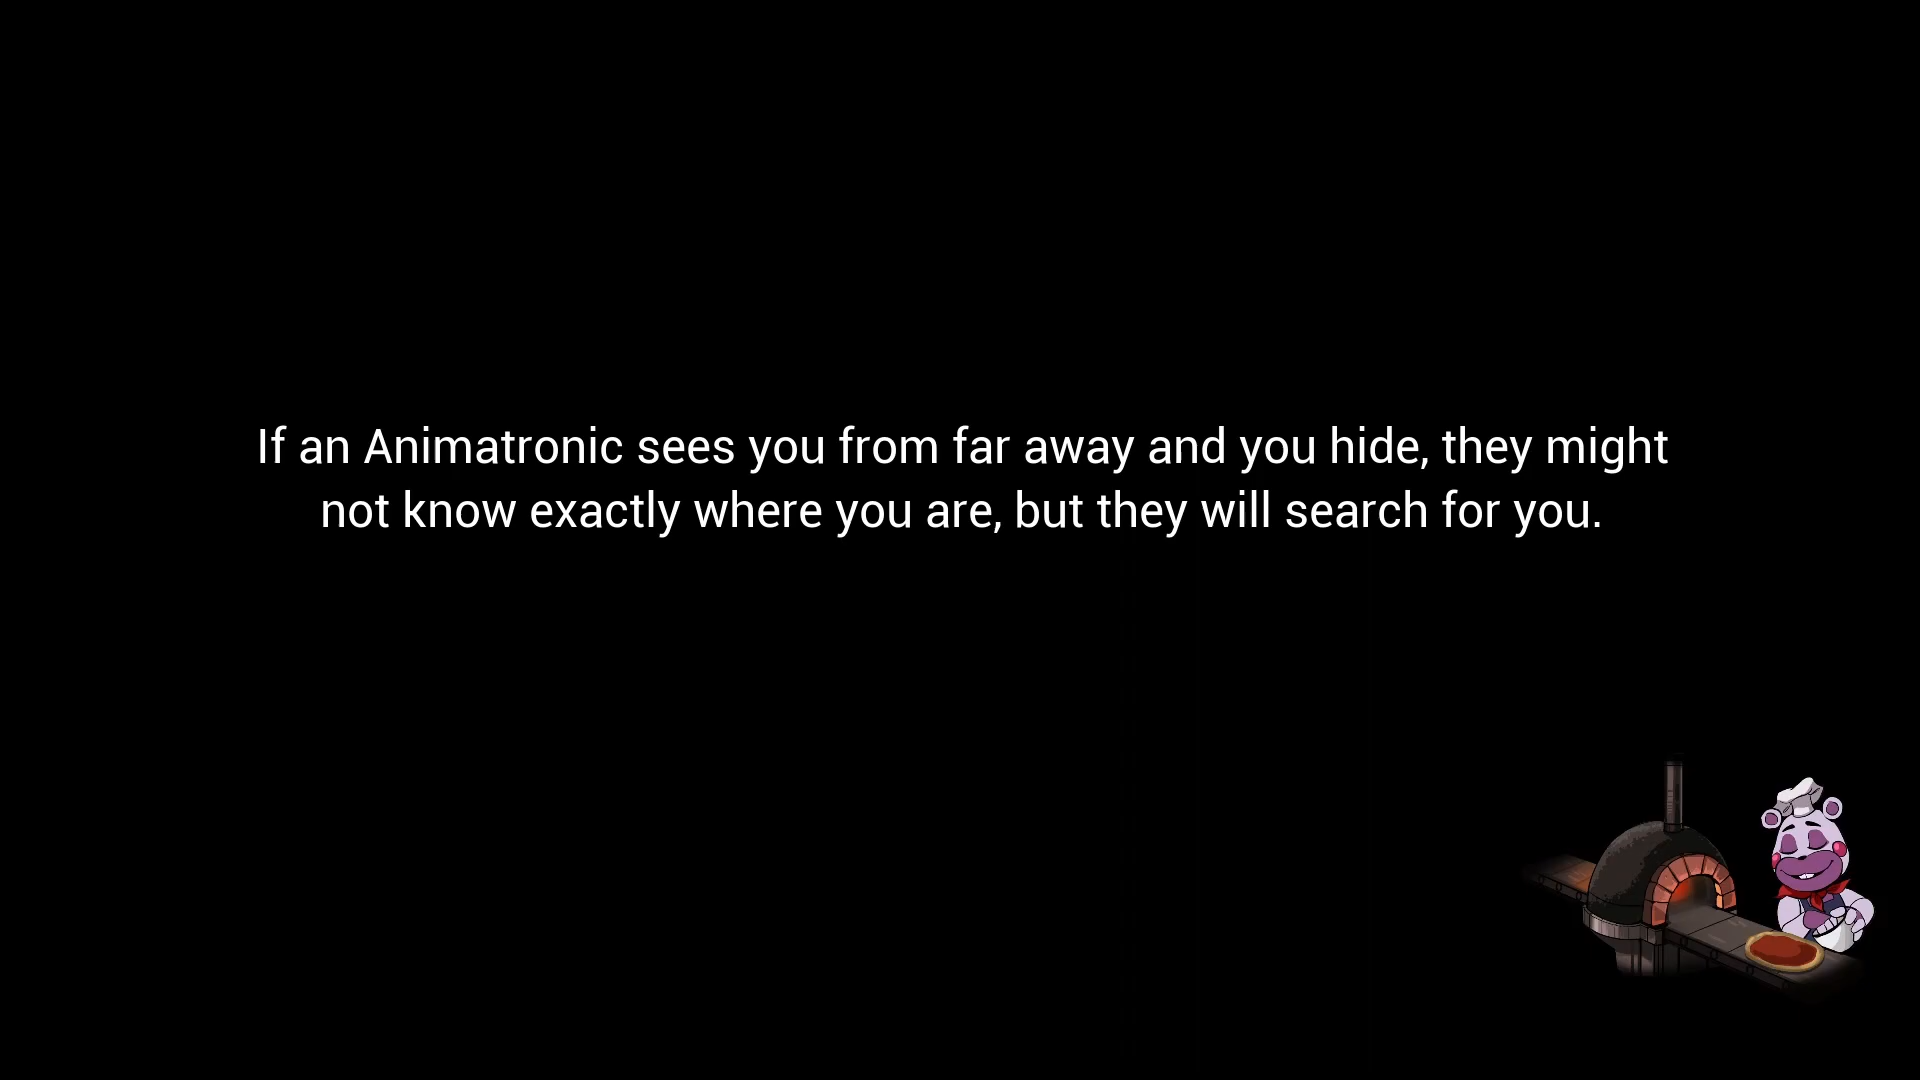 If an Animatronic sees you from far away and you hide, they might
not know exactly where you are, but they will search for you.